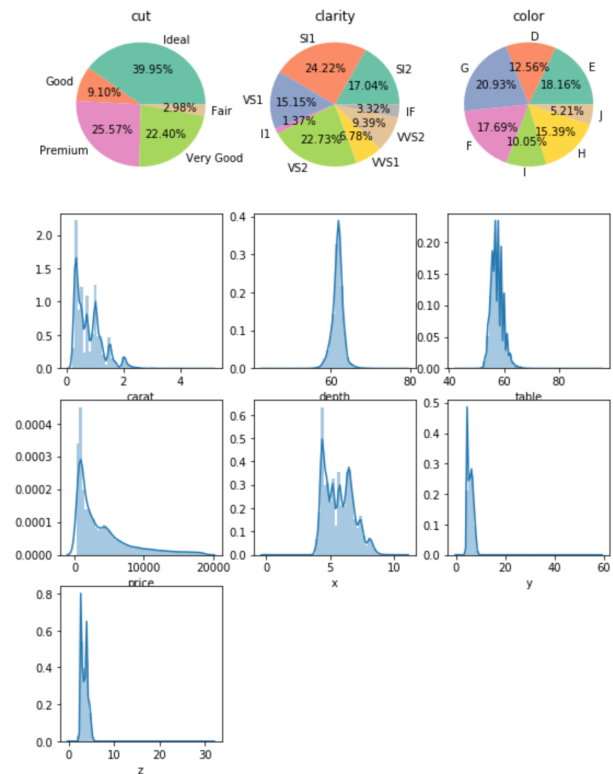 cut clarity color
Ideal
39.95%
Good
9.10%
2.98%
Fair
25.57%
22.40%
Premium
Very Good
SI1
24.22%
SI2
17.04%
VS1
15.15%
3.32%
IF
1.37%
9.39%
I1
VVS2
22.73%
6.78%
VS2
VVS1
D
12.56%
E
G
20.93%
18.16%
5.21%
J
17.69%
15.39%
F
10.05%
H
I
2.0
1.5
1.0
0.5
0.0
0 2 4
carat
0.4
0.3
0.2
0.1
0.0
60 80
depth
0.20
0.15
0.10
0.05
0.00
40 60 80
table
0.0004
0.0003
0.0002
0.0001
0.0000
0 10000 20000
price
0.6
0.5
0.4
0.3
0.2
0.1
0.0
0 5 10
x
0.5
0.4
0.3
0.2
0.1
0.0
0 20 40 60
y
0.8
0.6
0.4
0.2
0.0
0 10 20 30
z